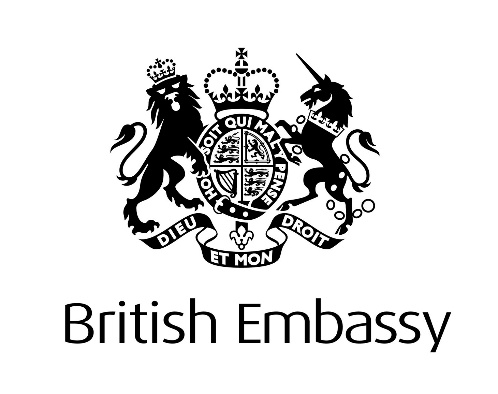 HONI SOIT QUI MAL Y PENSE
DIEU ET MON DROIT
British Embassy